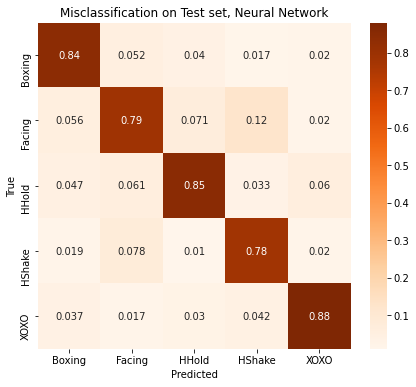 Misclassification on Test set, Neural Network
True
Boxing 0.84 0.052 0.04 0.017 0.02
Facing 0.056 0.79 0.071 0.12 0.02
HHold 0.047 0.061 0.85 0.033 0.06
HShake 0.019 0.078 0.01 0.78 0.02
XOXO 0.037 0.017 0.03 0.042 0.88
Boxing Facing HHold HShake XOXO
Predicted
0.8
0.7
0.6
0.5
0.4
0.3
0.2
0.1